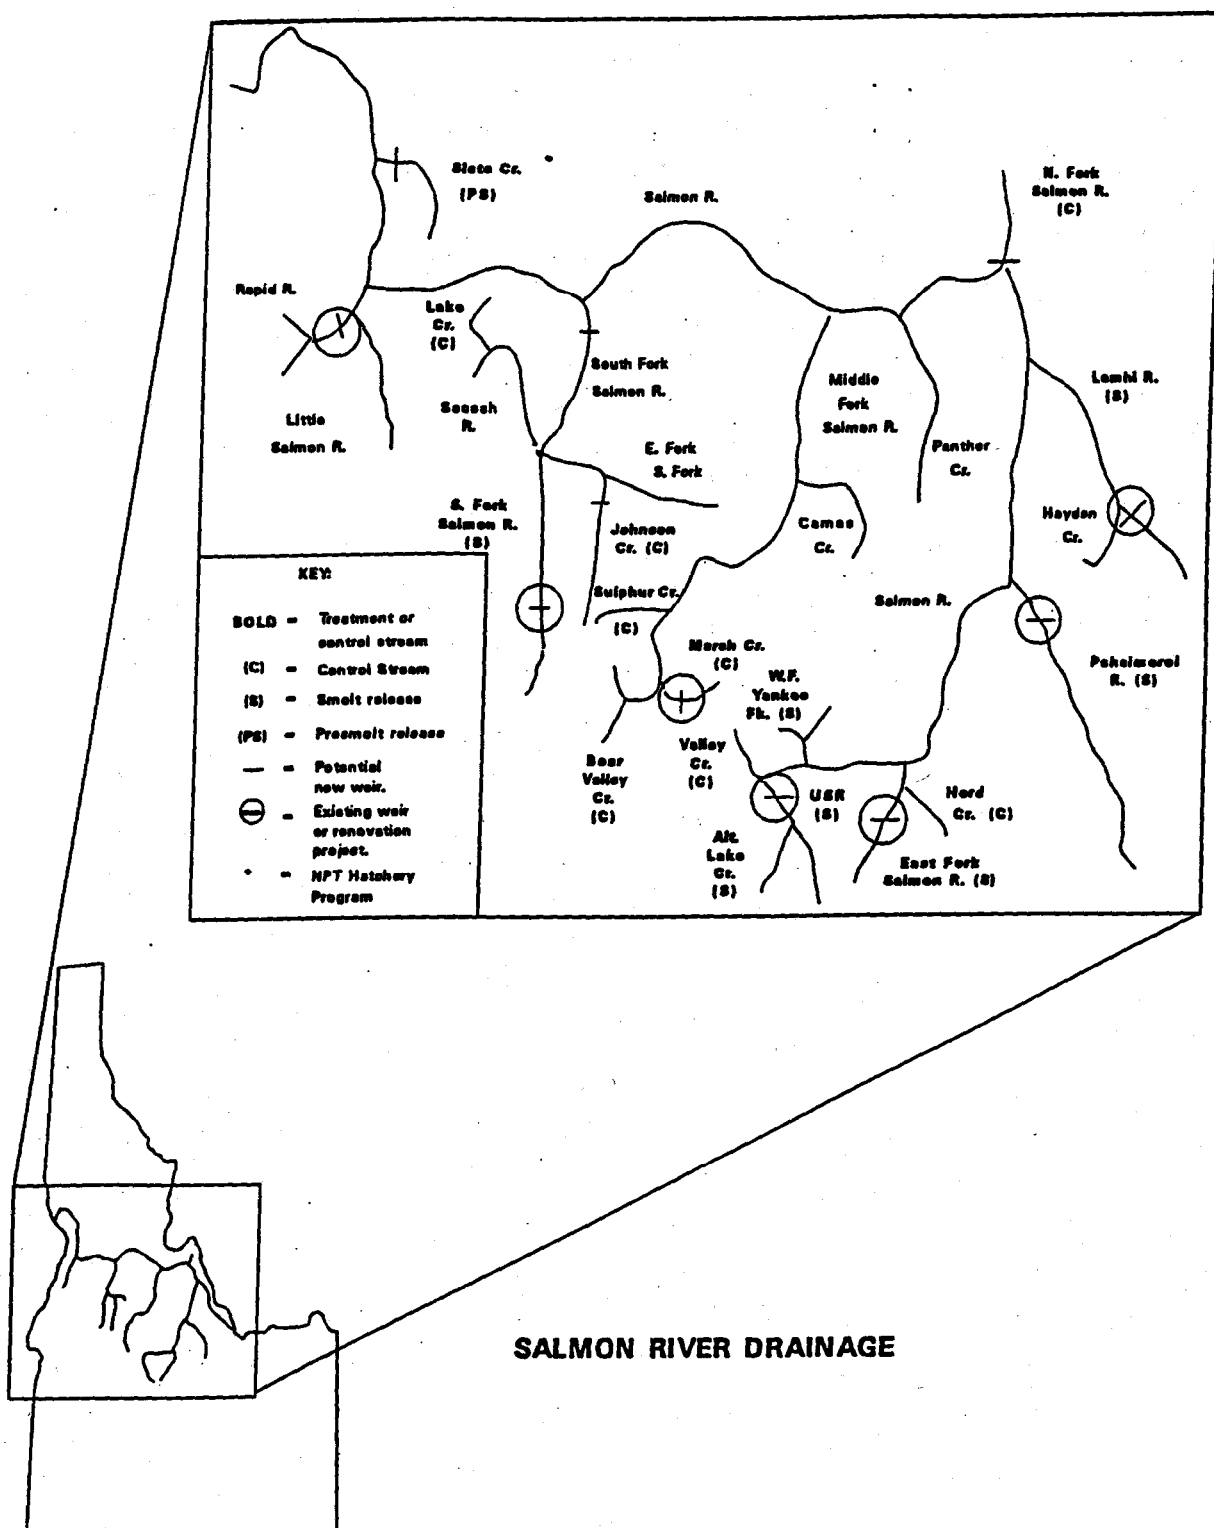 Slate Cr.
(PS)
Salmon R.
N. Fork
Salmon R.
(C)
Rapid R.
Lake
Cr.
(C)
South Fork
Salmon R.
Middle
Fork
Salmon R.
Lemhi R.
(S)
Little
Salmon R.
Secesh
R.
E. Fork
S. Fork
Panther
Cr.
S. Fork
Salmon R.
(S)
Johnson
Cr. (C)
Camas
Cr.
Hayden
Cr.
Sulphur Cr.
(C)
Salmon R.
Marsh Cr.
(C)
W.F.
Yankee
Fk. (S)
Pahsimeroi
R. (S)
Bear
Valley
Cr.
(C)
Valley
Cr.
(C)
USR
(S)
Herd
Cr. (C)
Alt.
Lake
Cr.
(S)
East Fork
Salmon R. (S)
KEY:
BOLD = Treatment or
control stream
(C) = Control Stream
(S) = Smolt release
(PS) = Presmolt release
— = Potential
new weir.
= Existing weir
or renovation
project.
= NPT Hatchery
Program
SALMON RIVER DRAINAGE